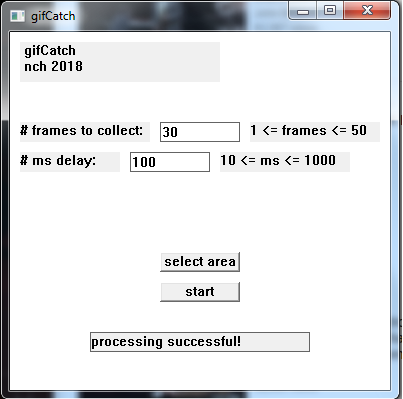 gifCatch
gifCatch
nch 2018
# frames to collect: 30 1 <= frames <= 50
# ms delay: 100 10 <= ms <= 1000
select area
start
processing successful!